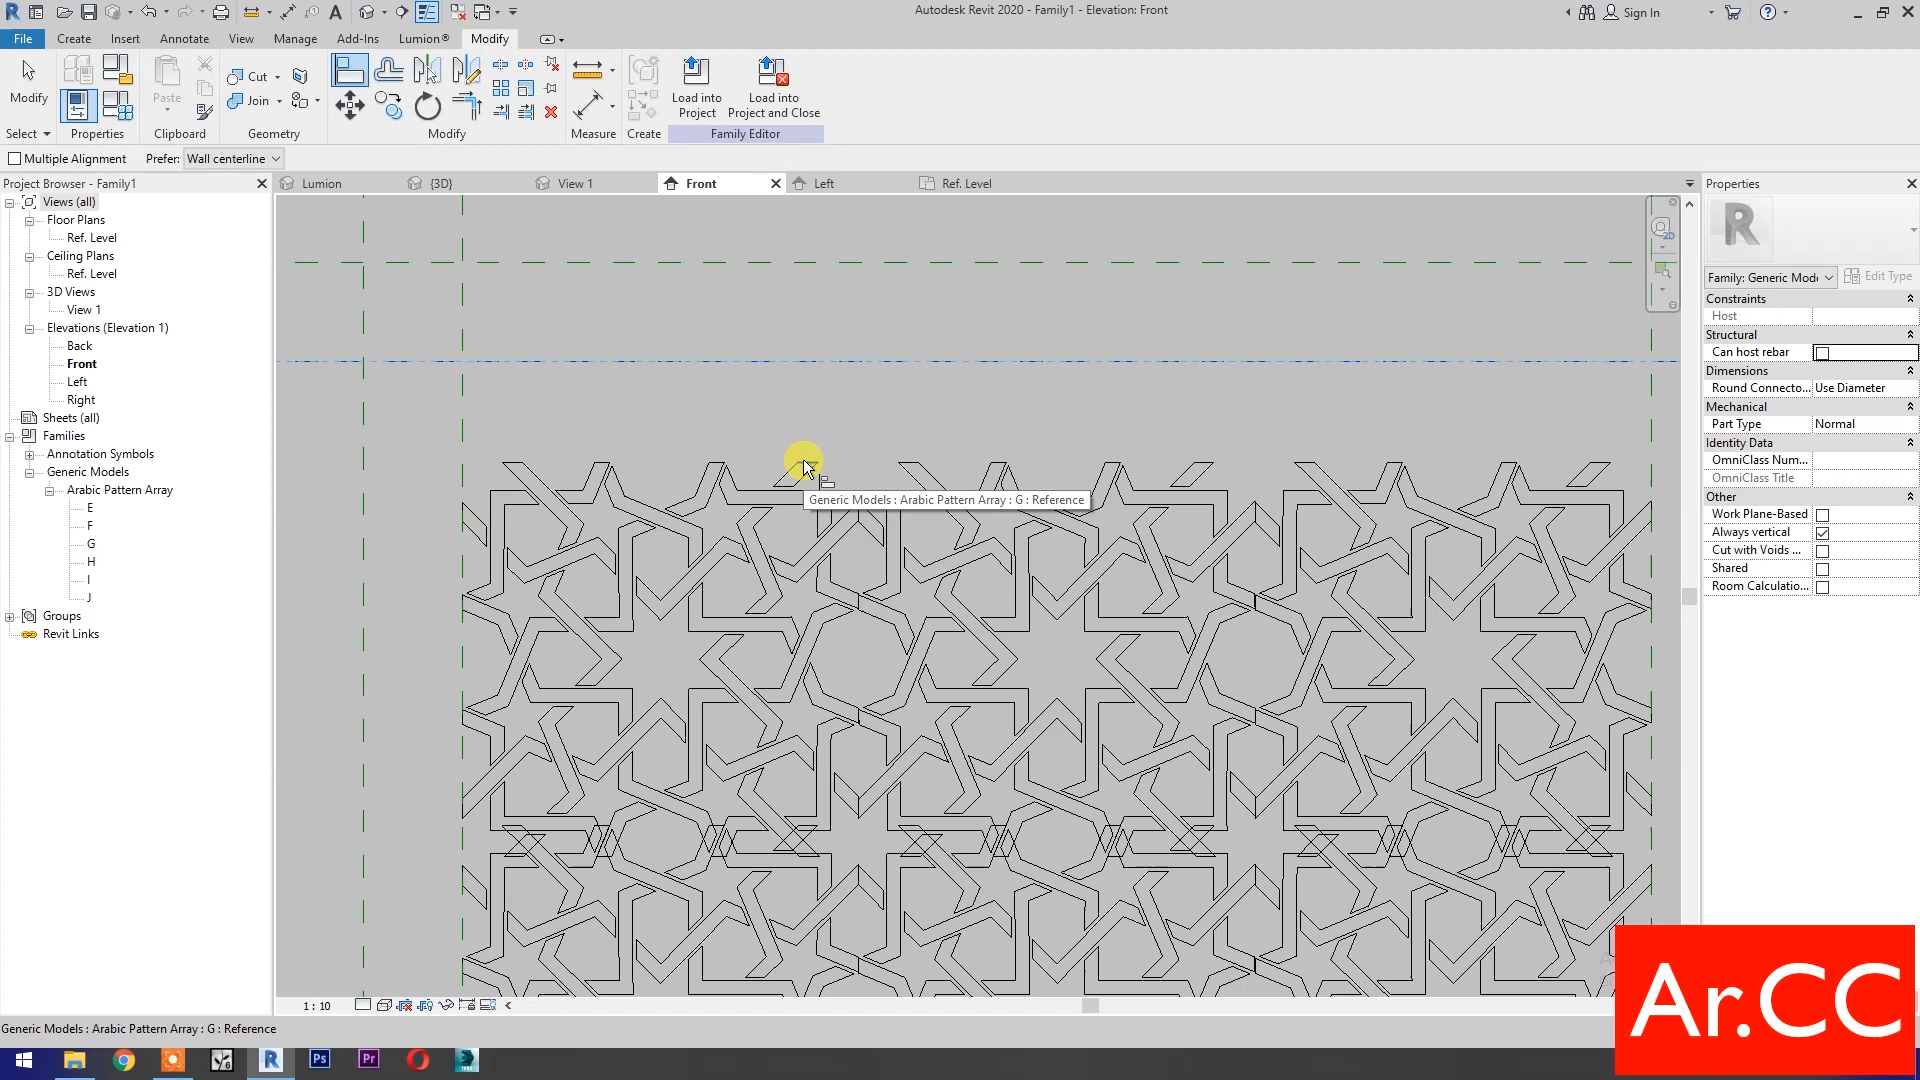 Autodesk Revit 2020 - Family1 - Elevation: Front
Sign In
File Create Insert Annotate View Manage Add-Ins Lumion® Modify
Modify
Paste
Cut
Join
Load into Project
Load into Project and Close
Select Properties Clipboard Geometry Modify Measure Create Family Editor
Multiple Alignment Prefer: Wall centerline
Project Browser - Family1
Lumion {3D} View 1 Front Left Ref. Level
Properties
Views (all)
Floor Plans
Ref. Level
Ceiling Plans
Ref. Level
3D Views
View 1
Elevations (Elevation 1)
Back
Front
Left
Right
Sheets (all)
Families
Annotation Symbols
Generic Models
Arabic Pattern Array
E
F
G
H
I
J
Groups
Revit Links
2D
Generic Models : Arabic Pattern Array : G : Reference
R
Family: Generic Mode
Edit Type
Constraints
Host
Structural
Can host rebar
Dimensions
Round Connecto... Use Diameter
Mechanical
Part Type Normal
Identity Data
OmniClass Num...
OmniClass Title
Other
Work Plane-Based
Always vertical
Cut with Voids ...
Shared
Room Calculatio...
1 : 10
Generic Models : Arabic Pattern Array : G : Reference
Ar.CC
R Ps Pr